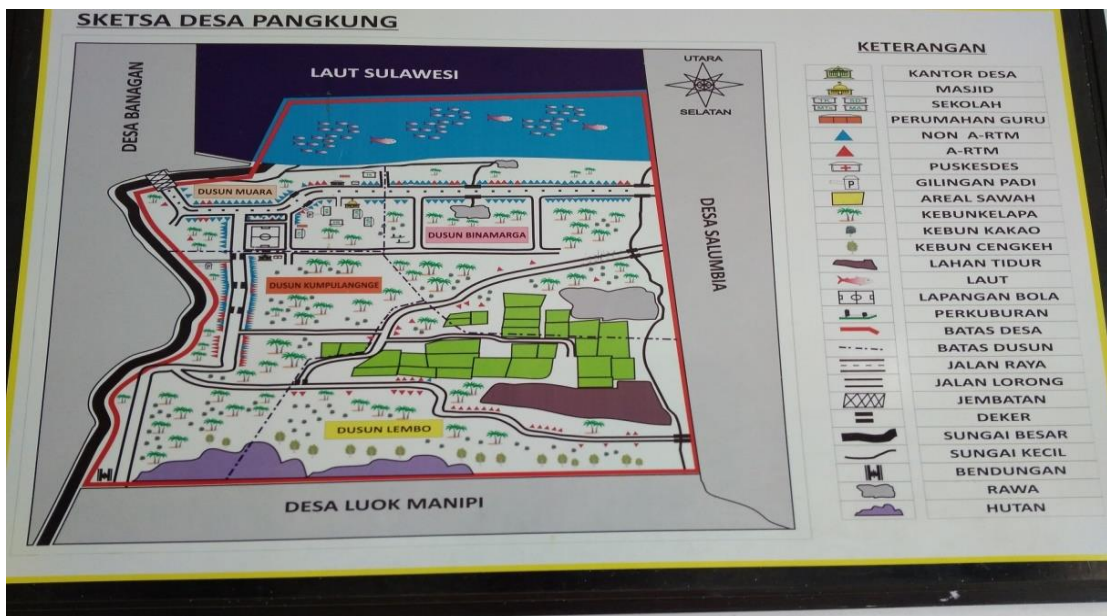 SKETSA DESA PANGKUNG
LAUT SULAWESI
DESA BANAGAN
UTARA
SELATAN
DUSUN MUARA
DUSUN BINAMARGA
DESA SALUMBIA
DUSUN KUMPULANGNGE
DUSUN LEMBO
DESA LUOK MANIPI
KETERANGAN
KANTOR DESA
MASJID
SEKOLAH
PERUMAHAN GURU
NON A-RTM
A-RTM
PUSKESDES
P
GILINGAN PADI
AREAL SAWAH
KEBUNKELAPA
KEBUN KAKAO
KEBUN CENGKEH
LAHAN TIDUR
LAUT
LAPANGAN BOLA
PERKUBURAN
BATAS DESA
BATAS DUSUN
JALAN RAYA
JALAN LORONG
JEMBATAN
DEKER
SUNGAI BESAR
SUNGAI KECIL
BENDUNGAN
RAWA
HUTAN